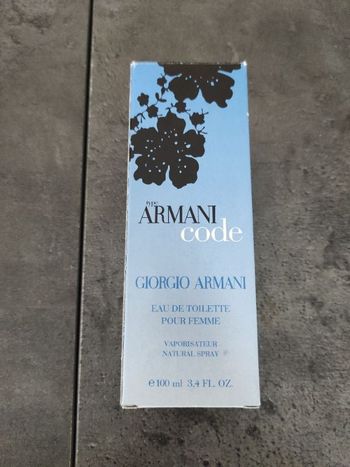 TYPE
ARMANI
code
GIORGIO ARMANI
EAU DE TOILETTE
POUR FEMME
VAPORISATEUR
NATURAL SPRAY
℮ 100 ml 3,4 FL. OZ.